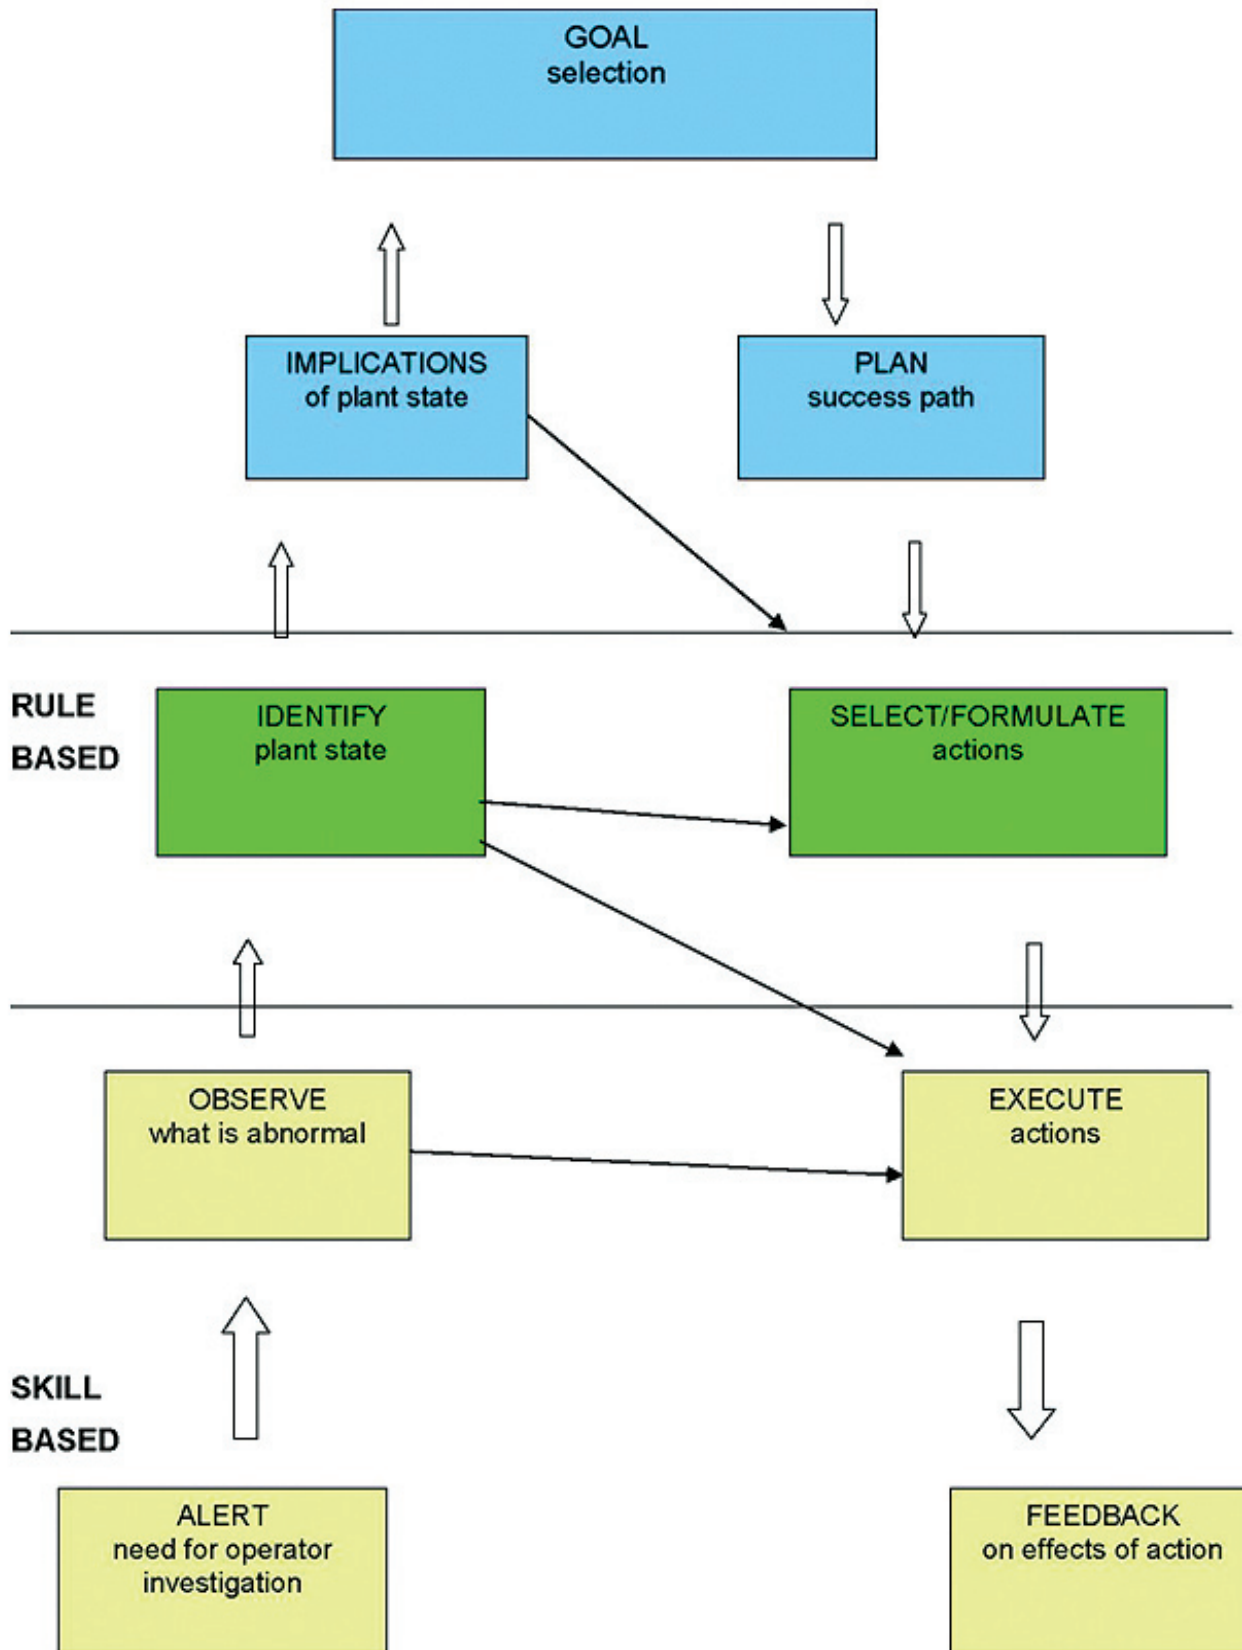 GOAL
selection
IMPLICATIONS
of plant state
PLAN
success path
RULE
BASED
IDENTIFY
plant state
SELECT/FORMULATE
actions
OBSERVE
what is abnormal
EXECUTE
actions
SKILL
BASED
ALERT
need for operator
investigation
FEEDBACK
on effects of action